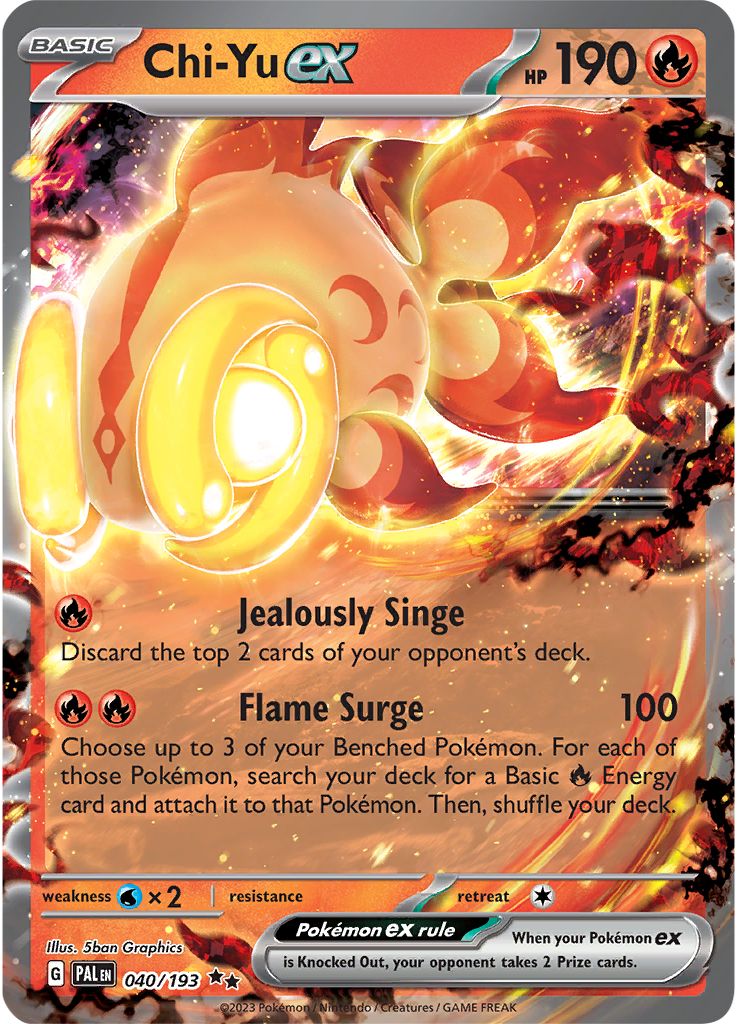 BASIC
Chi-Yu ex
HP 190
Jealously Singe
Discard the top 2 cards of your opponent's deck.
Flame Surge 100
Choose up to 3 of your Benched Pokémon. For each of
those Pokémon, search your deck for a Basic Energy
card and attach it to that Pokémon. Then, shuffle your deck.
weakness ×2 resistance retreat
Illus. 5ban Graphics
Pokémon ex rule
When your Pokémon ex
is Knocked Out, your opponent takes 2 Prize cards.
G PAL EN 040/193
©2023 Pokémon / Nintendo / Creatures / GAME FREAK